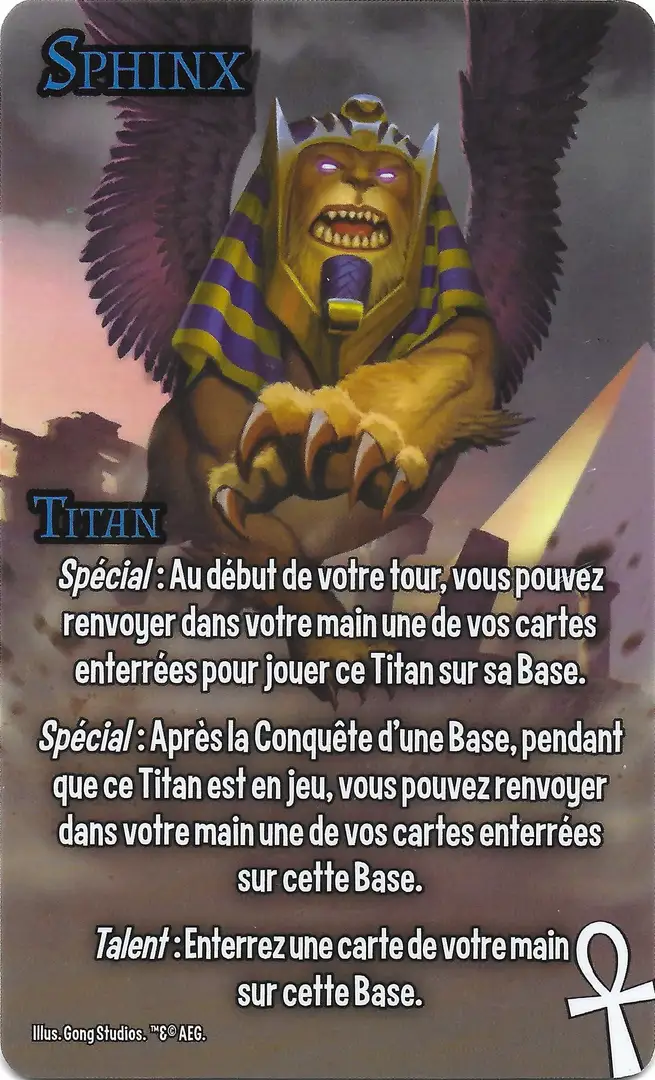 Sphinx
Titan
Spécial : Au début de votre tour, vous pouvez
renvoyer dans votre main une de vos cartes
enterrées pour jouer ce Titan sur sa Base.
Spécial : Après la Conquête d'une Base, pendant
que ce Titan est en jeu, vous pouvez renvoyer
dans votre main une de vos cartes enterrées
sur cette Base.
Talent : Enterrez une carte de votre main
sur cette Base.
Illus. Gong Studios. ™&© AEG.